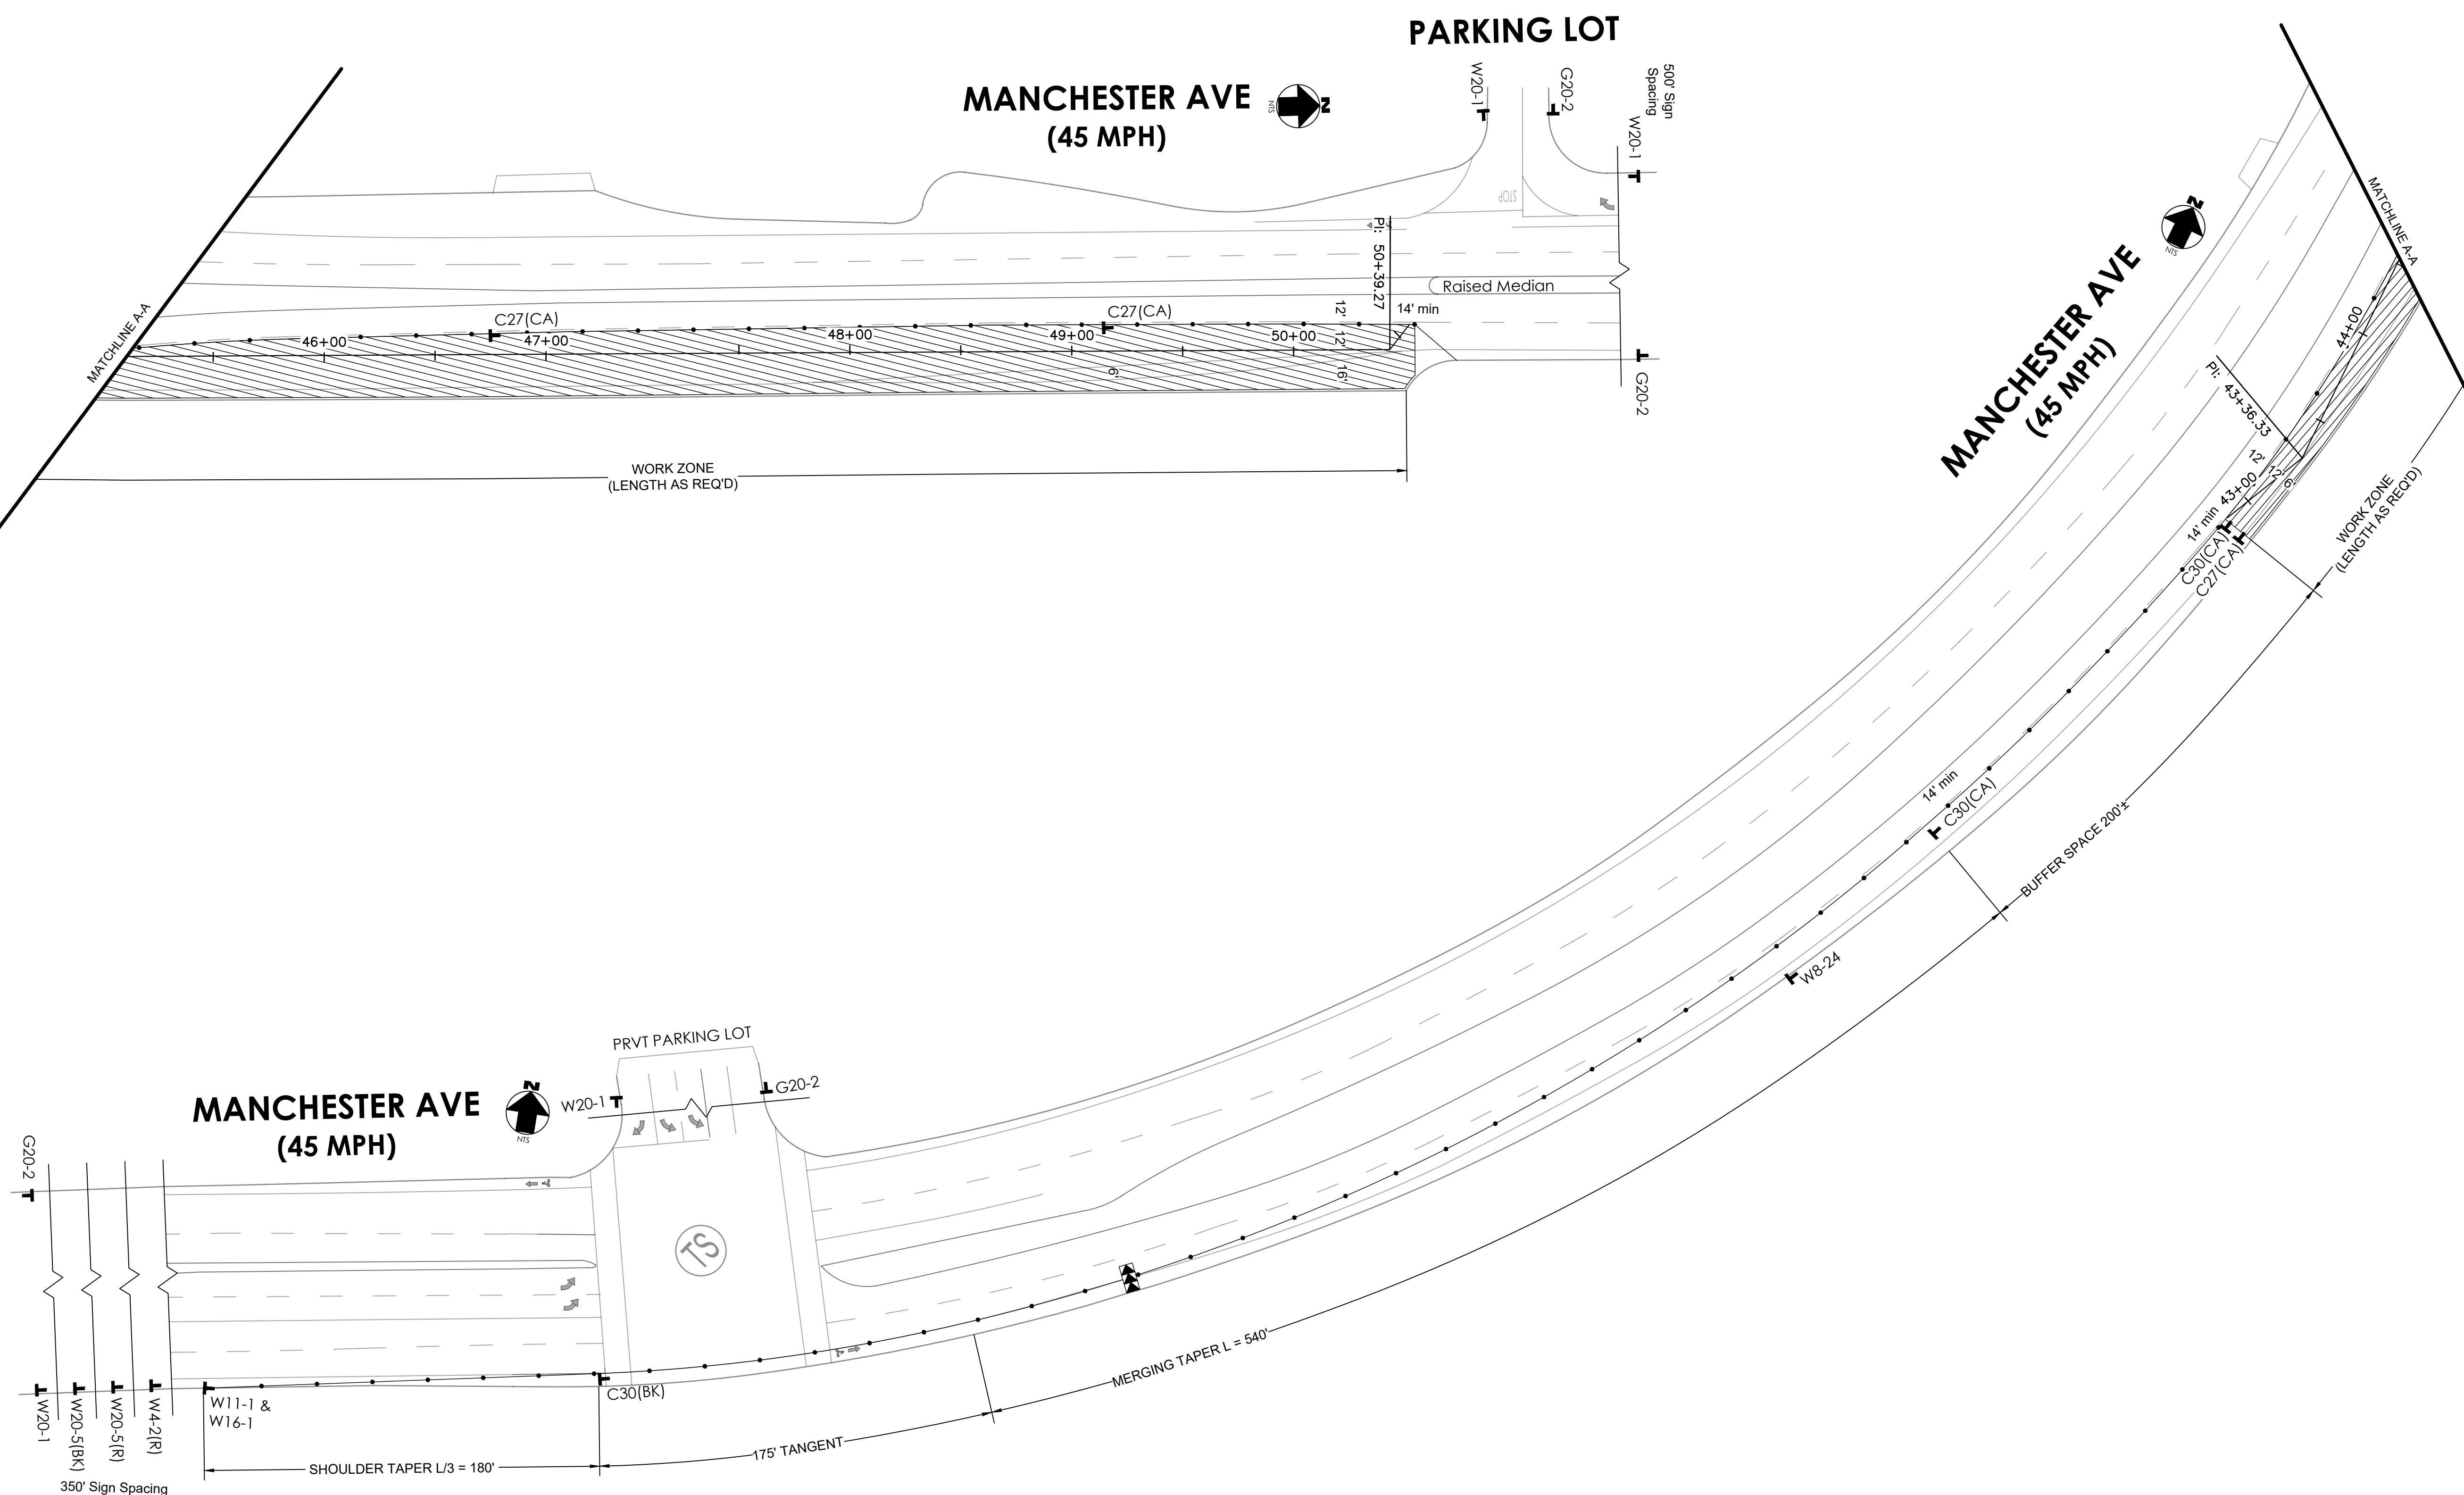 PARKING LOT
MANCHESTER AVE
(45 MPH)
N
NTS
W20-1
G20-2
500' Sign
Spacing
W20-1
STOP
PI: 50+39.27
Raised Median
14' min
12'
12'
16'
6'
C27(CA)
C27(CA)
46+00
47+00
48+00
49+00
50+00
G20-2
MATCHLINE A-A
WORK ZONE
(LENGTH AS REQ'D)
MATCHLINE A-A
N
NTS
MANCHESTER AVE
(45 MPH)
44+00
PI: 43+36.33
12'
12'
6'
43+00
14' min
C30(CA)
C27(CA)
WORK ZONE
(LENGTH AS REQ'D)
14' min
C30(CA)
BUFFER SPACE 200'±
W8-24
MERGING TAPER L = 540'
PRVT PARKING LOT
W20-1
G20-2
MANCHESTER AVE
(45 MPH)
N
NTS
G20-2
TS
C30(BK)
W11-1 &
W16-1
W20-1
W20-5(BK)
W20-5(R)
W4-2(R)
350' Sign Spacing
SHOULDER TAPER L/3 = 180'
175' TANGENT